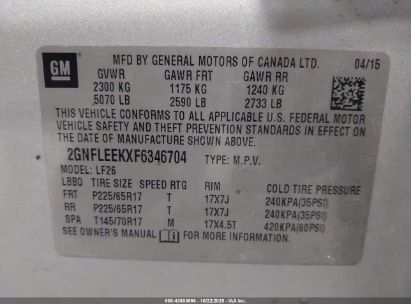 GM
MFD BY GENERAL MOTORS OF CANADA LTD. 04/15
GVWR GAWR FRT GAWR RR
2300 KG 1175 KG 1240 KG
5070 LB 2590 LB 2733 LB
THIS VEHICLE CONFORMS TO ALL APPLICABLE U.S. FEDERAL MOTOR
VEHICLE SAFETY AND THEFT PREVENTION STANDARDS IN EFFECT ON
THE DATE OF MANUFACTURE SHOWN ABOVE.
2GNFLEEKXF6346704 TYPE: M.P.V.
MODEL: LF26
LBBQ TIRE SIZE SPEED RTG RIM COLD TIRE PRESSURE
FRT P225/65R17 T 17X7J 240KPA(35PSI)
RR P225/65R17 T 17X7J 240KPA(35PSI)
SPA T145/70R17 M 17X4.5T 420KPA(60PSI)
SEE OWNER'S MANUAL FOR MORE INFORMATION.